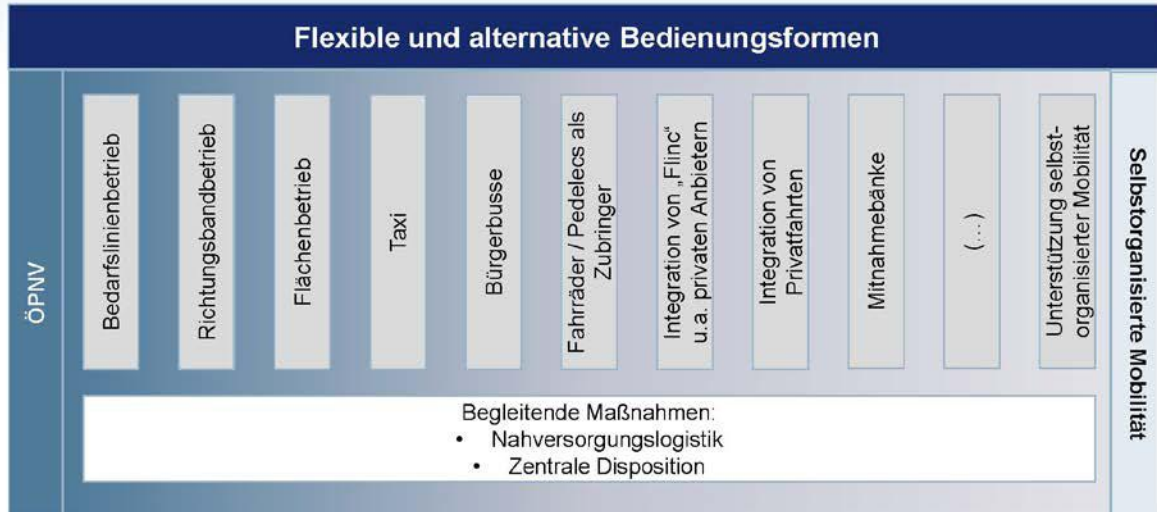 Flexible und alternative Bedienungsformen
ÖPNV
Bedarfslinienbetrieb
Richtungsbandbetrieb
Flächenbetrieb
Taxi
Bürgerbusse
Fahrräder / Pedelecs als
Zubringer
Integration von „Flinc“
u.a. privaten Anbietern
Integration von
Privatfahrten
Mitnahmebänke
(…)
Unterstützung selbst-
organisierter Mobilität
Selbstorganisierte Mobilität
Begleitende Maßnahmen:
• Nahversorgungslogistik
• Zentrale Disposition